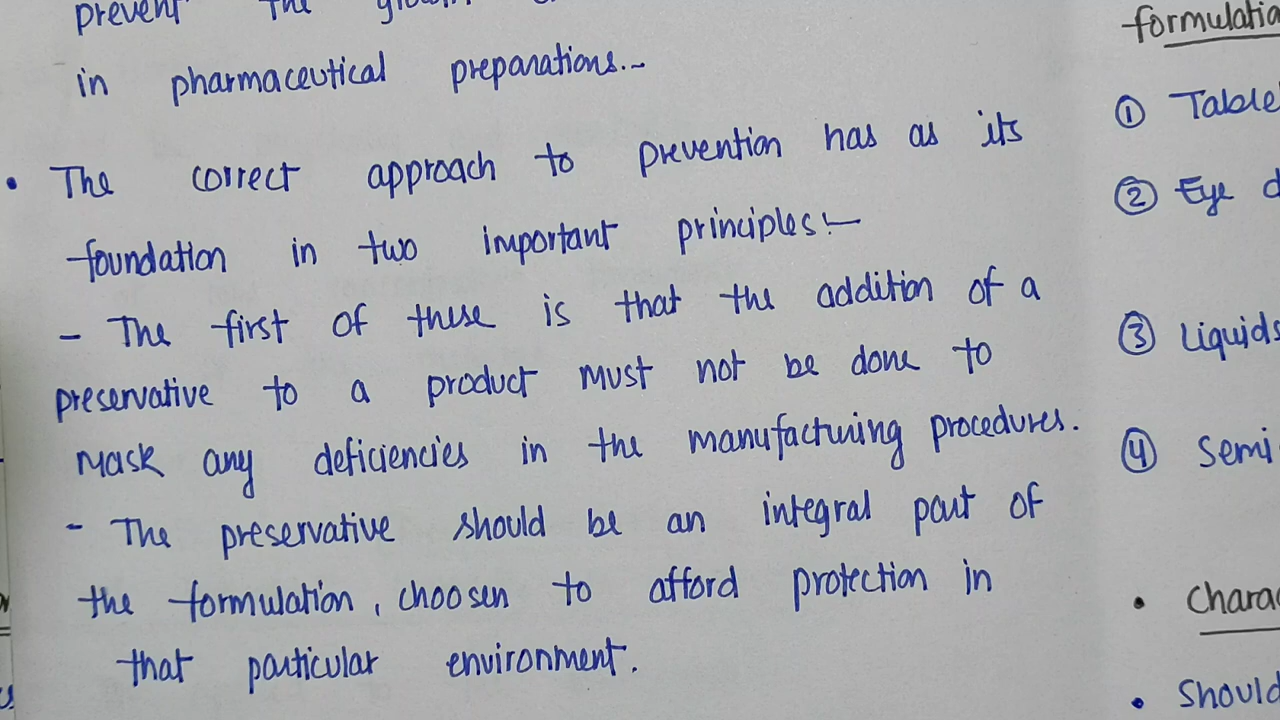 prevent the
in pharmaceutical preparations...
• The correct approach to prevention has as its
foundation in two important principles:-
- The first of these is that the addition of a
preservative to a product must not be done to
mask any deficiencies in the manufacturing procedures.
- The preservative should be an integral part of
the formulation, choosen to afford protection in
that particular environment.
① Table
② Eye
③ Liquids
④ Semi
• Should